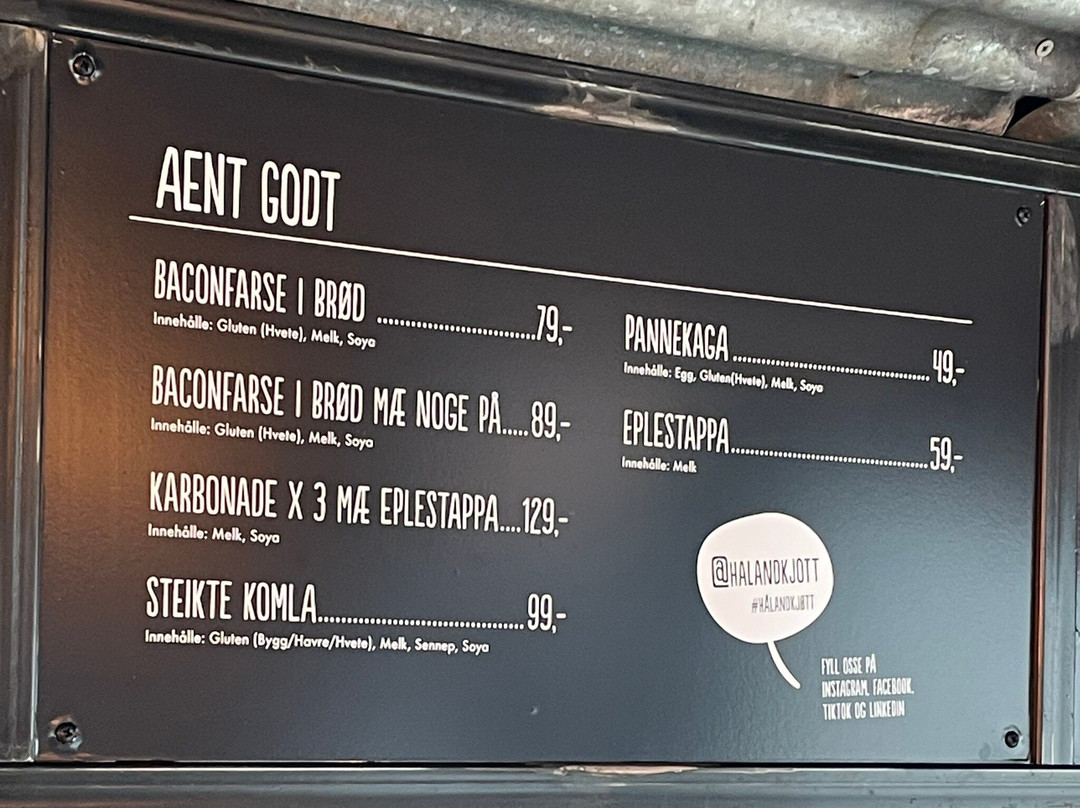 AENT GODT
BACONFARSE I BRØD ............................79,-
Innehålle: Gluten (Hvete), Melk, Soya
BACONFARSE I BRØD MÆ NOGE PÅ.....89,-
Innehålle: Gluten (Hvete), Melk, Soya
KARBONADE X 3 MÆ EPLESTAPPA....129,-
Innehålle: Melk, Soya
STEIKTE KOMLA....................................99,-
Innehålle: Gluten (Bygg/Havre/Hvete), Melk, Sennep, Soya
PANNEKAGA....................................49,-
Innehålle: Egg, Gluten(Hvete), Melk, Soya
EPLESTAPPA....................................59,-
Innehålle: Melk
@HALANDKJOTT
#HÅLANDKJØTT
FYLL OSSE PÅ
INSTAGRAM, FACEBOOK,
TIKTOK OG LINKEDIN